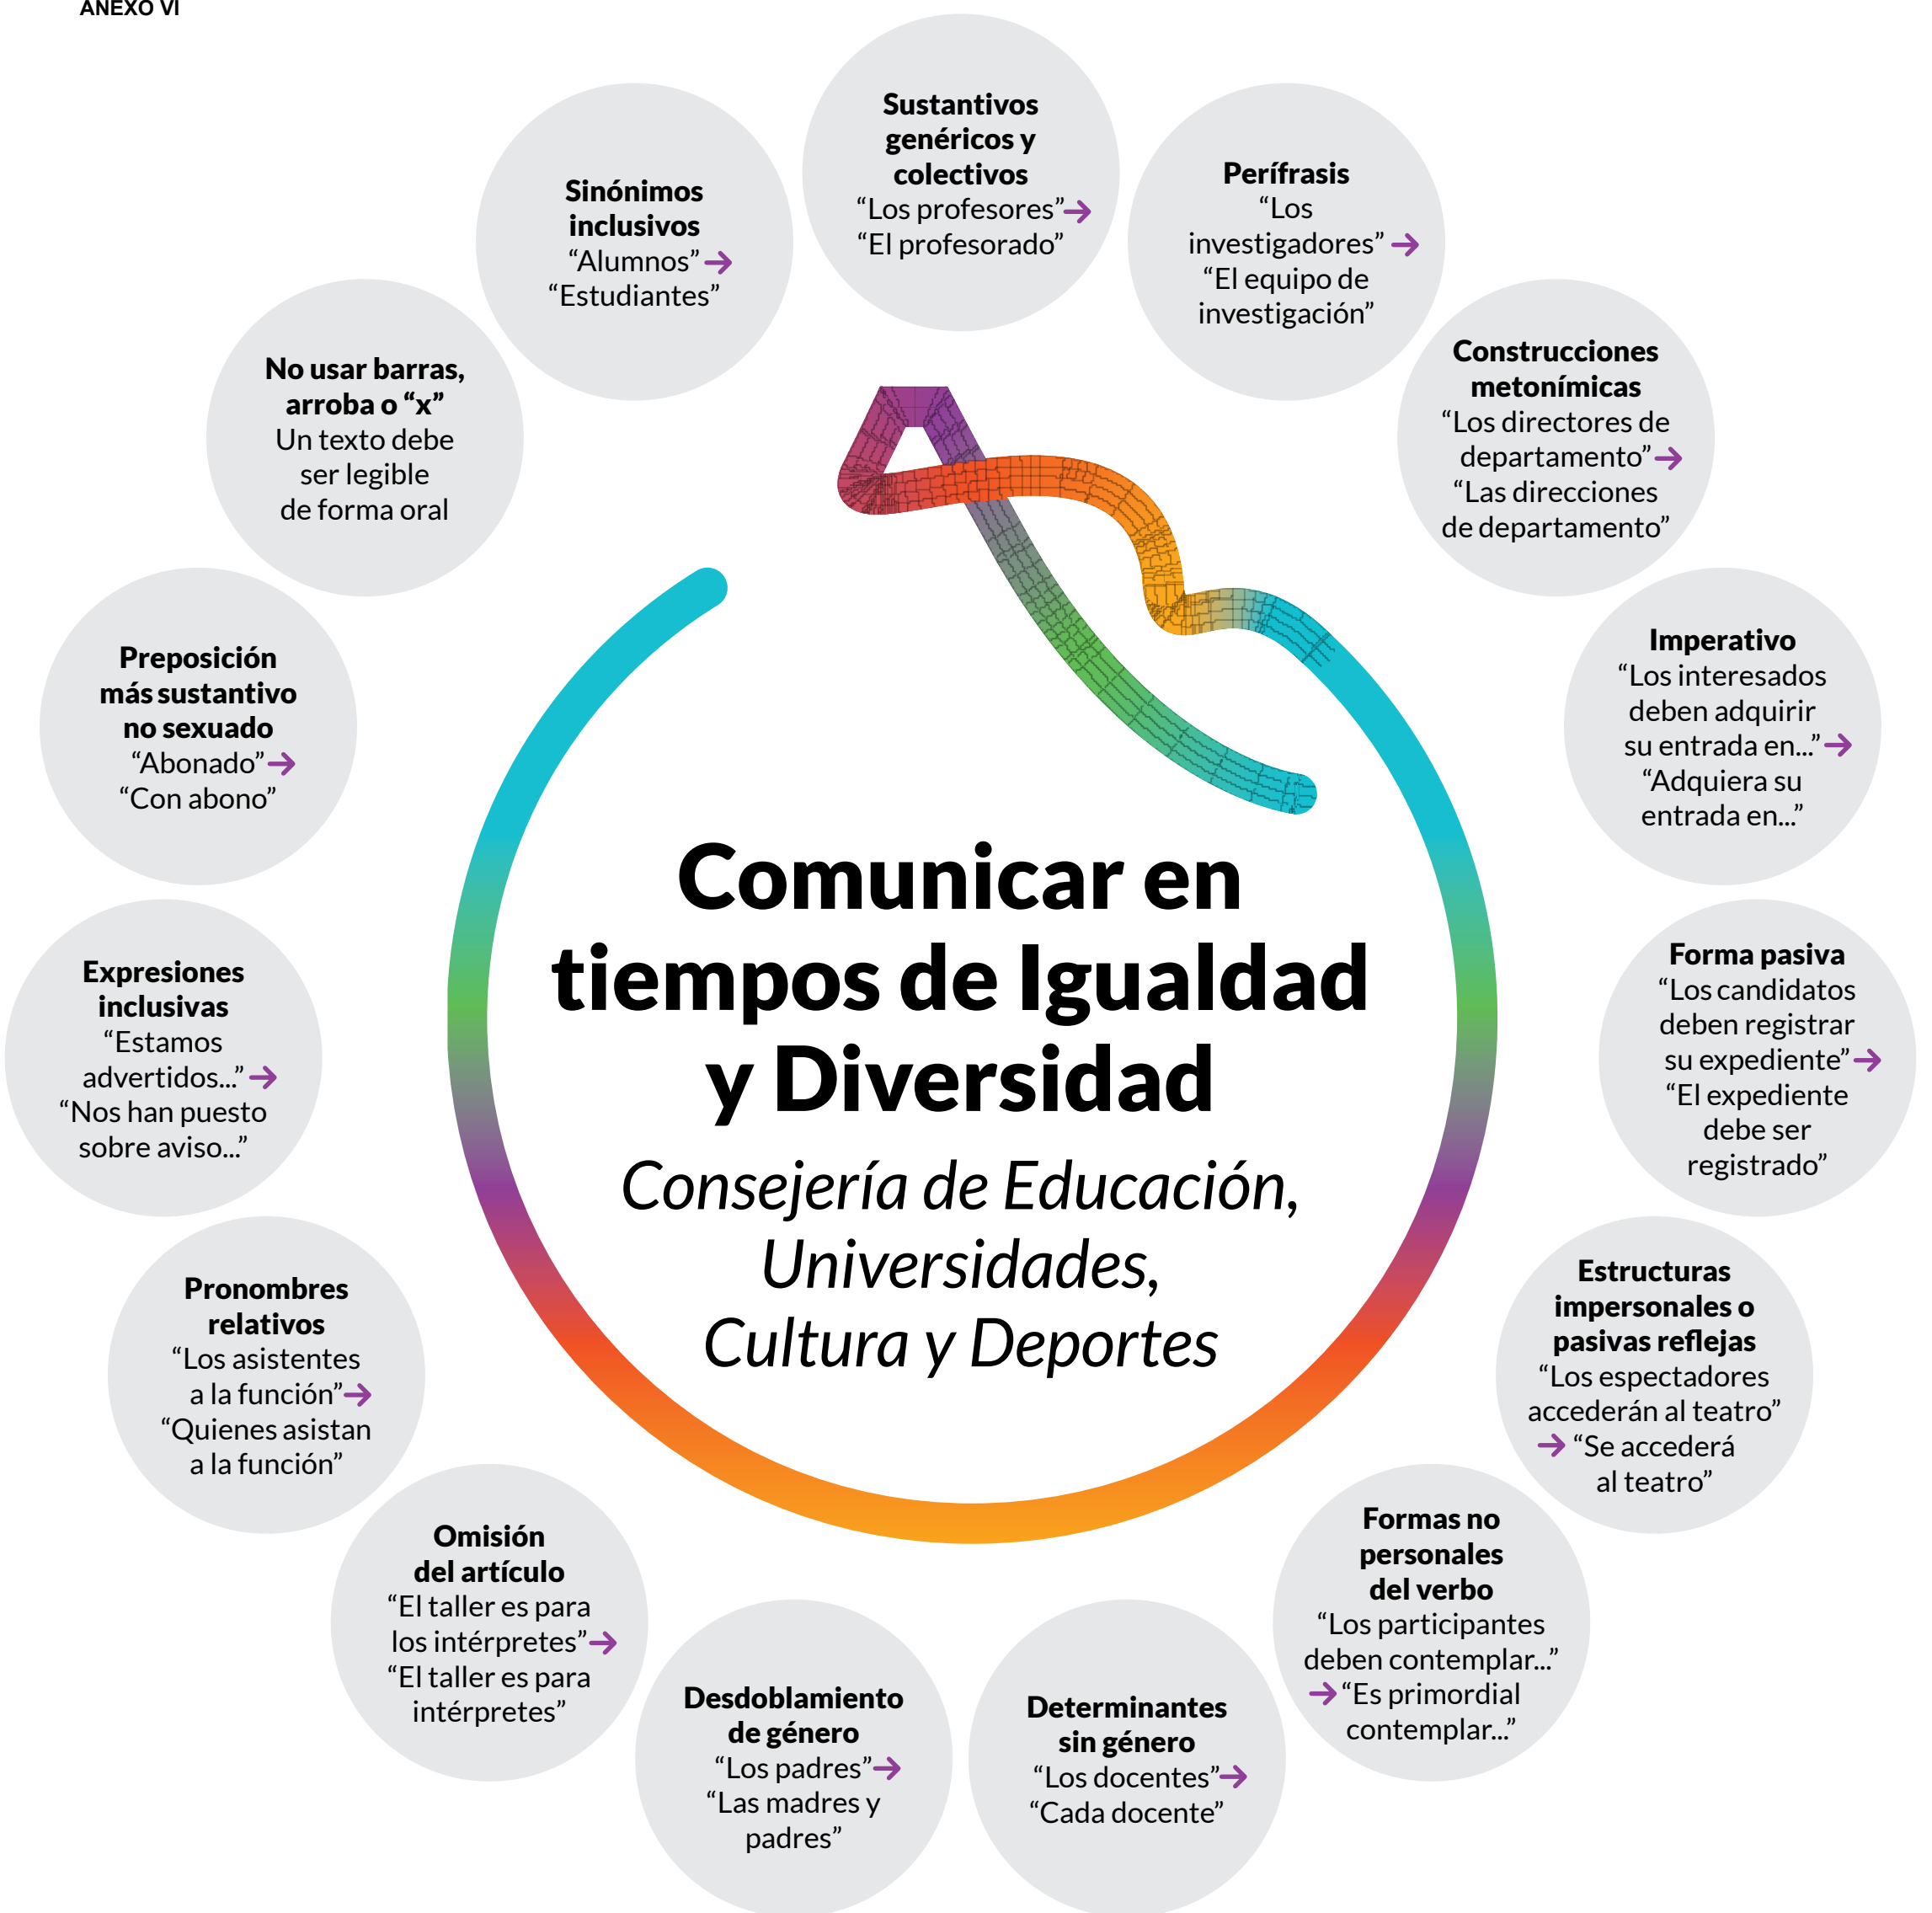 ANEXO VI
Sustantivos
genéricos y
colectivos
“Los profesores”→
“El profesorado”
Perífrasis
“Los
investigadores” →
“El equipo de
investigación”
Construcciones
metonímicas
“Los directores de
departamento”→
“Las direcciones
de departamento”
Imperativo
“Los interesados
deben adquirir
su entrada en...”→
“Adquiera su
entrada en...”
Forma pasiva
“Los candidatos
deben registrar
su expediente”→
“El expediente
debe ser
registrado”
Estructuras
impersonales o
pasivas reflejas
“Los espectadores
accederán al teatro”
→ “Se accederá
al teatro”
Formas no
personales
del verbo
“Los participantes
deben contemplar...”
→ “Es primordial
contemplar...”
Determinantes
sin género
“Los docentes”→
“Cada docente”
Desdoblamiento
de género
“Los padres”→
“Las madres y
padres”
Omisión
del artículo
“El taller es para
los intérpretes”→
“El taller es para
intérpretes”
Pronombres
relativos
“Los asistentes
a la función”→
“Quienes asistan
a la función”
Expresiones
inclusivas
“Estamos
advertidos...”→
“Nos han puesto
sobre aviso...”
Preposición
más sustantivo
no sexuado
“Abonado”→
“Con abono”
No usar barras,
arroba o “x”
Un texto debe
ser legible
de forma oral
Sinónimos
inclusivos
“Alumnos”→
“Estudiantes”
Comunicar en
tiempos de Igualdad
y Diversidad
Consejería de Educación,
Universidades,
Cultura y Deportes